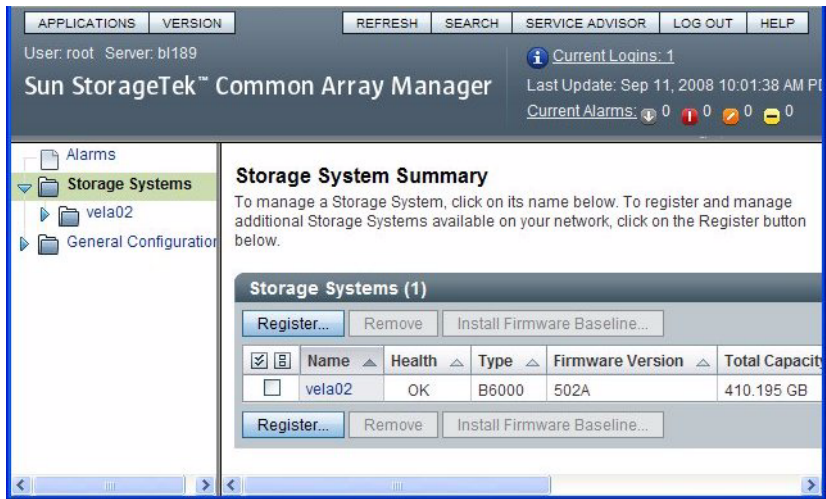 APPLICATIONS VERSION REFRESH SEARCH SERVICE ADVISOR LOG OUT HELP
User: root Server: bl189
Current Logins: 1
Sun StorageTek™ Common Array Manager
Last Update: Sep 11, 2008 10:01:38 AM PD
Current Alarms: 0 0 0 0
Alarms
Storage Systems
vela02
General Configuration
Storage System Summary
To manage a Storage System, click on its name below. To register and manage
additional Storage Systems available on your network, click on the Register button
below.
Storage Systems (1)
Register... Remove Install Firmware Baseline...
Name Health Type Firmware Version Total Capacity
vela02 OK B6000 502A 410.195 GB
Register... Remove Install Firmware Baseline...